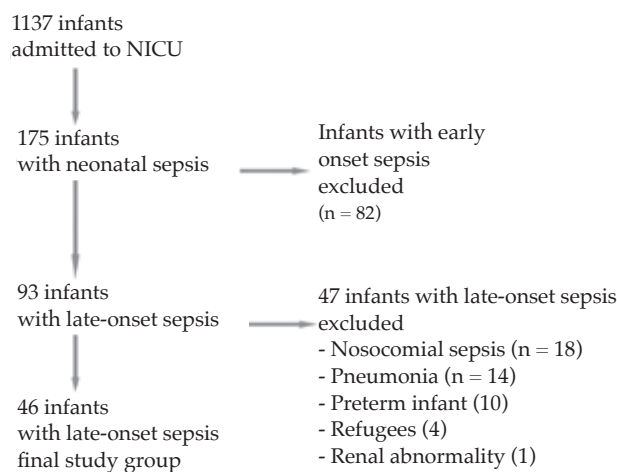 1137 infants
admitted to NICU
175 infants
with neonatal sepsis
Infants with early
onset sepsis
excluded
(n = 82)
93 infants
with late-onset sepsis
47 infants with late-onset sepsis
excluded
- Nosocomial sepsis (n = 18)
- Pneumonia (n = 14)
- Preterm infant (10)
- Refugees (4)
- Renal abnormality (1)
46 infants
with late-onset sepsis
final study group